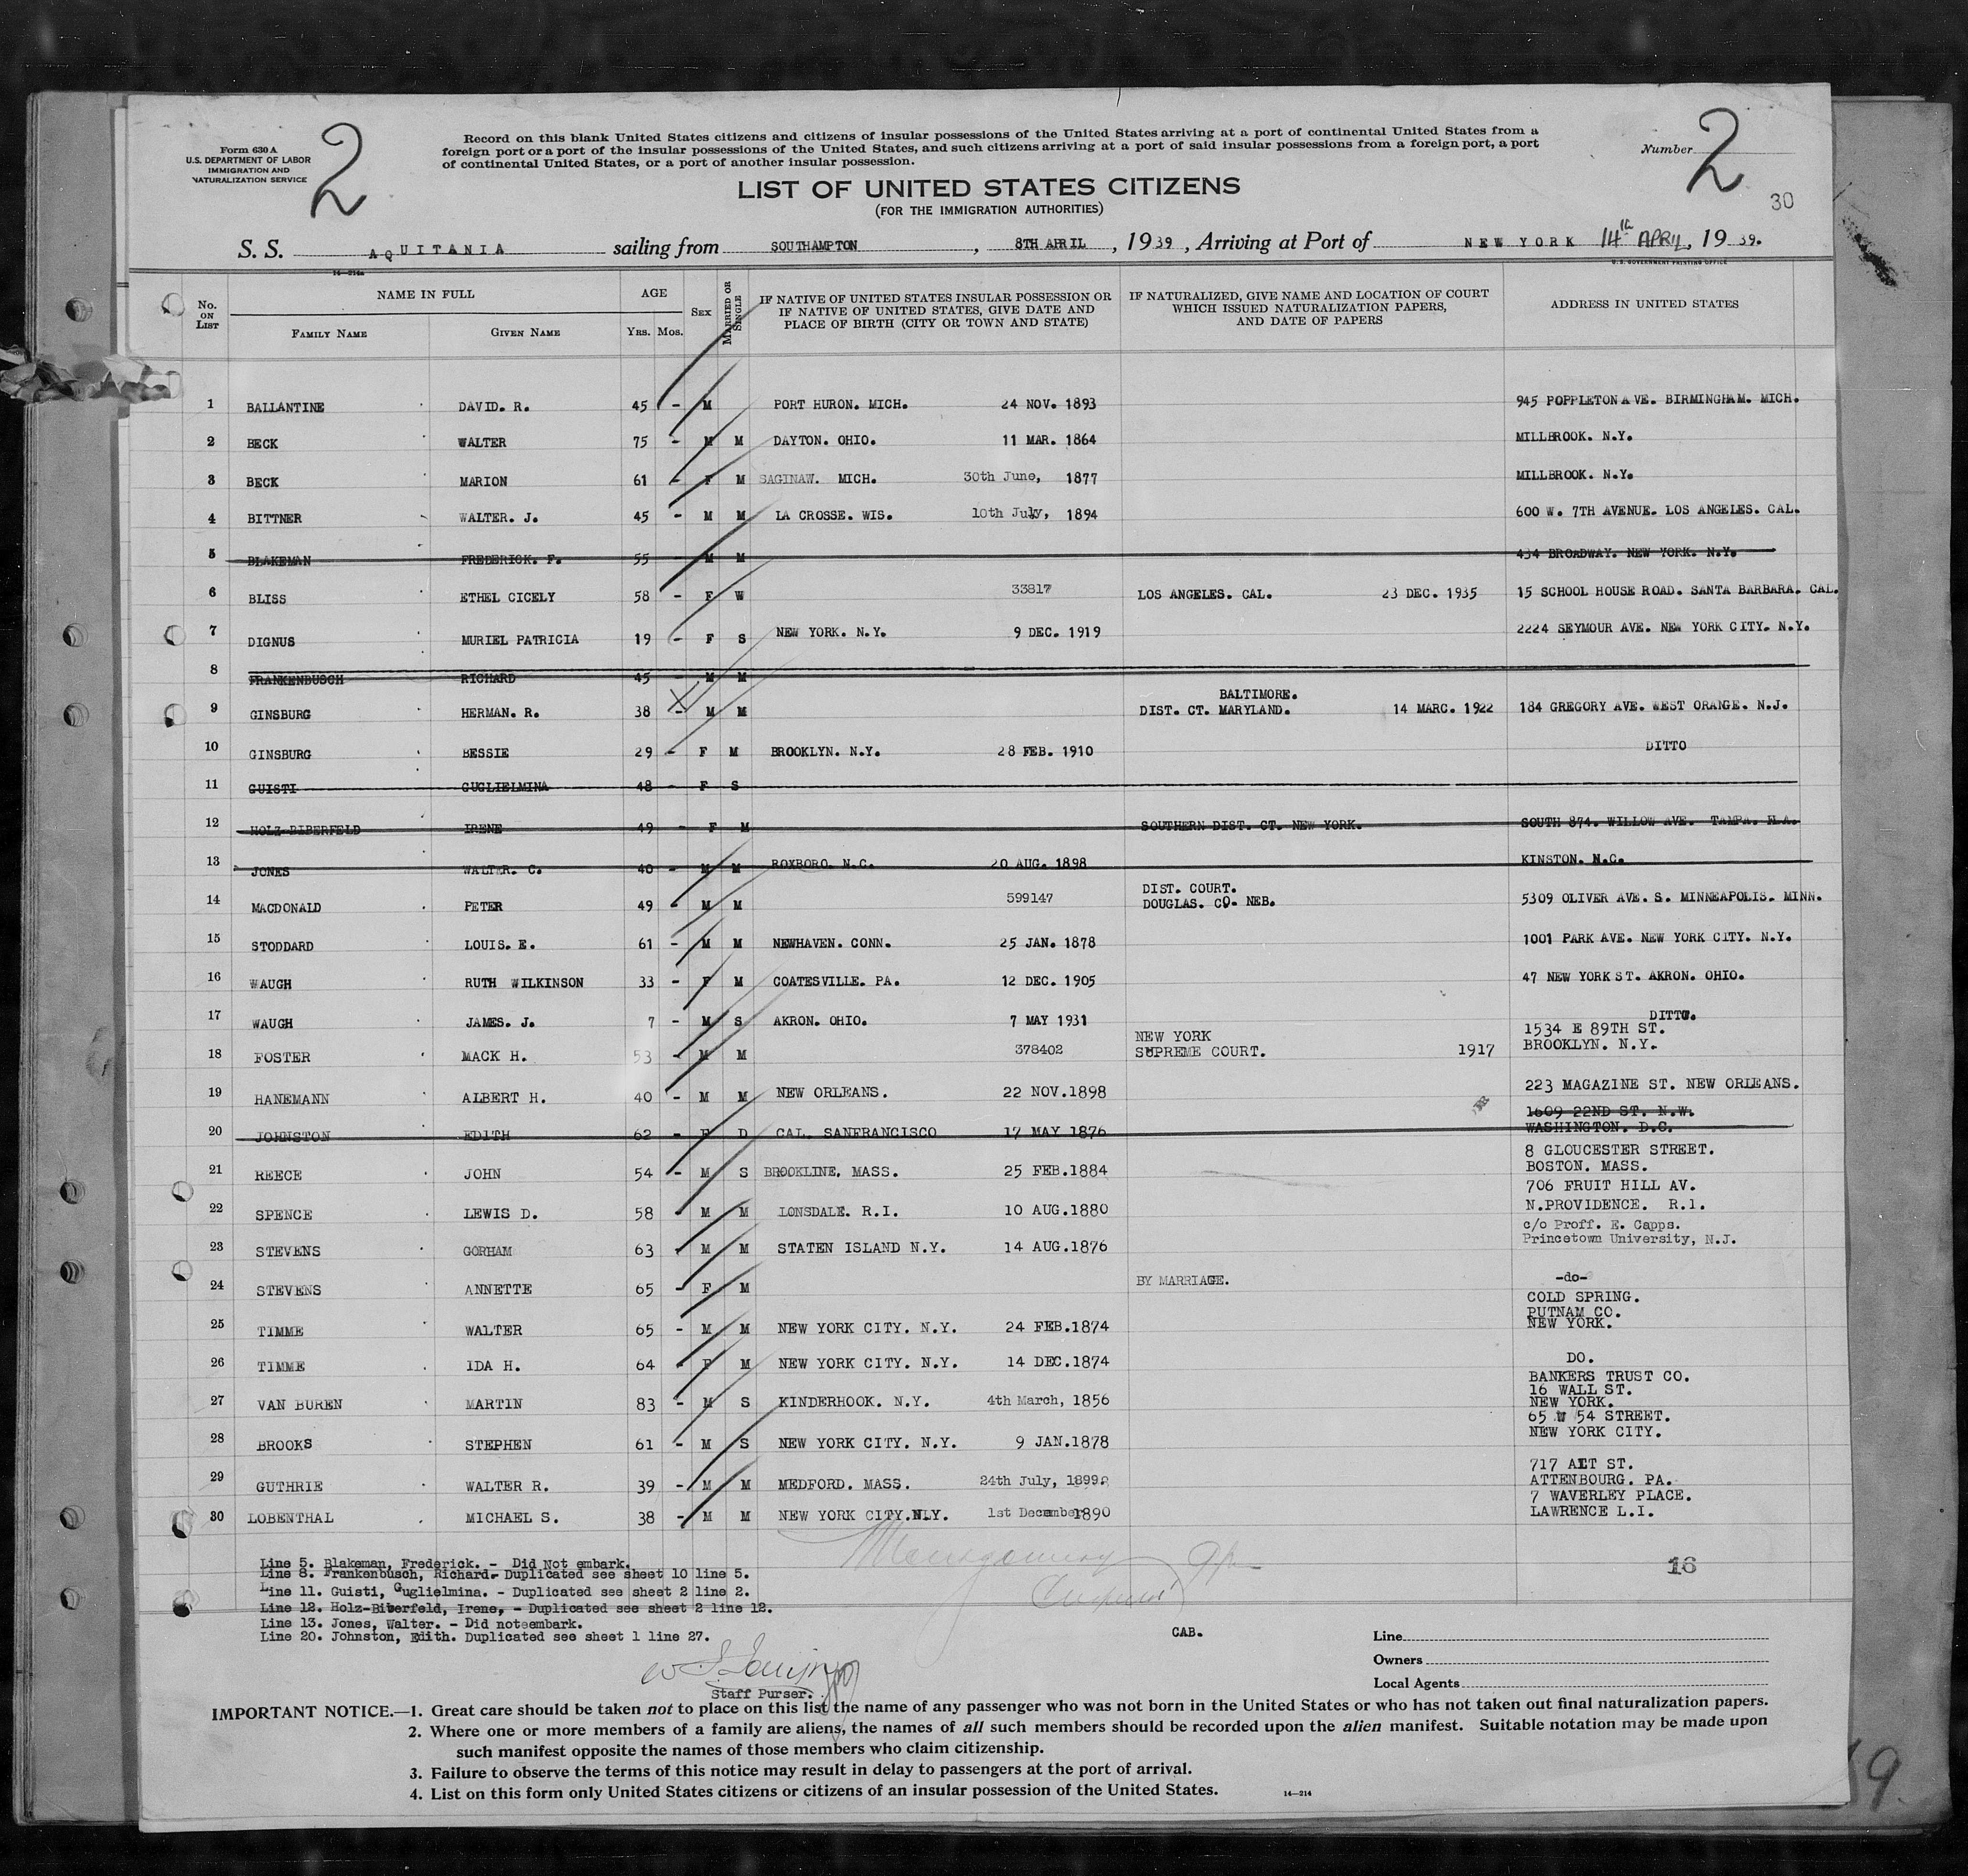 Form 630 A
U.S. DEPARTMENT OF LABOR
IMMIGRATION AND
NATURALIZATION SERVICE
2
Record on this blank United States citizens and citizens of insular possessions of the United States arriving at a port of continental United States from a
foreign port or a port of the insular possessions of the United States, and such citizens arriving at a port of said insular possessions from a foreign port, a port
of continental United States, or a port of another insular possession.
Number 2
30
LIST OF UNITED STATES CITIZENS
(FOR THE IMMIGRATION AUTHORITIES)
S. S. AQUITANIA sailing from SOUTHAMPTON, 8TH APRIL, 1939, Arriving at Port of NEW YORK 14th APRIL, 1939.
14—214a
U. S. GOVERNMENT PRINTING OFFICE
No. ON LIST
NAME IN FULL
FAMILY NAME
GIVEN NAME
AGE
YRS.
MOS.
SEX
MARRIED OR SINGLE
IF NATIVE OF UNITED STATES INSULAR POSSESSION OR
IF NATIVE OF UNITED STATES, GIVE DATE AND
PLACE OF BIRTH (CITY OR TOWN AND STATE)
IF NATURALIZED, GIVE NAME AND LOCATION OF COURT
WHICH ISSUED NATURALIZATION PAPERS,
AND DATE OF PAPERS
ADDRESS IN UNITED STATES
1 BALLANTINE DAVID. R. 45 - M PORT HURON. MICH. 24 NOV. 1893 945 POPPLETON AVE. BIRMINGHAM. MICH.
2 BECK WALTER 75 - M M DAYTON. OHIO. 11 MAR. 1864 MILLBROOK. N.Y.
3 BECK MARION 61 - F M SAGINAW. MICH. 30th June, 1877 MILLBROOK. N.Y.
4 BITTNER WALTER. J. 45 - M M LA CROSSE. WIS. 10th July, 1894 600 W. 7TH AVENUE. LOS ANGELES. CAL.
5 BLAKEMAN FREDERICK. F. 55 - M M 434 BROADWAY. NEW YORK. N.Y.
6 BLISS ETHEL CICELY 58 - F W 33817 LOS ANGELES. CAL. 23 DEC. 1935 15 SCHOOL HOUSE ROAD. SANTA BARBARA. CAL.
7 DIGNUS MURIEL PATRICIA 19 - F S NEW YORK. N.Y. 9 DEC. 1919 2224 SEYMOUR AVE. NEW YORK CITY. N.Y.
8 FRANKENBUSCH RICHARD 45 - M M
9 GINSBURG HERMAN. R. 38 - M M BALTIMORE.
DIST. CT. MARYLAND. 14 MARC. 1922 184 GREGORY AVE. WEST ORANGE. N.J.
10 GINSBURG BESSIE 29 - F M BROOKLYN. N.Y. 28 FEB. 1910 DITTO
11 GUISTI GUGLIELMINA 48 - F S
12 HOLZ-BIBERFELD IRENE 49 - F M SOUTHERN DIST. CT. NEW YORK. SOUTH 874. WILLOW AVE. TAMPA. FLA.
13 JONES WALTER. C. 40 - M M ROXBORO. N.C. 20 AUG. 1898 KINSTON. N.C.
14 MACDONALD PETER 49 - M M 599147 DIST. COURT.
DOUGLAS. CO. NEB. 5309 OLIVER AVE. S. MINNEAPOLIS. MINN.
15 STODDARD LOUIS. E. 61 - M M NEWHAVEN. CONN. 25 JAN. 1878 1001 PARK AVE. NEW YORK CITY. N.Y.
16 WAUGH RUTH WILKINSON 33 - F M COATESVILLE. PA. 12 DEC. 1905 47 NEW YORK ST. AKRON. OHIO.
17 WAUGH JAMES. J. 7 - M S AKRON. OHIO. 7 MAY 1931 DITTO.
18 FOSTER MACK H. 53 - M M 378402 NEW YORK
SUPREME COURT. 1917 1534 E 89TH ST.
BROOKLYN. N.Y.
19 HANEMANN ALBERT H. 40 - M M NEW ORLEANS. 22 NOV.1898 223 MAGAZINE ST. NEW ORLEANS.
20 JOHNSTON EDITH 62 - F D CAL. SANFRANCISCO 17 MAY 1876 1609 22ND ST. N.W.
WASHINGTON. D.C.
21 REECE JOHN 54 - M S BROOKLINE, MASS. 25 FEB.1884 8 GLOUCESTER STREET.
BOSTON. MASS.
22 SPENCE LEWIS D. 58 - M M LONSDALE. R.I. 10 AUG.1880 706 FRUIT HILL AV.
N.PROVIDENCE. R.I.
23 STEVENS GORHAM 63 - M M STATEN ISLAND N.Y. 14 AUG.1876 c/o Proff. E. Capps.
Princetown University, N.J.
24 STEVENS ANNETTE 65 - F M BY MARRIAGE. -do-
25 TIMME WALTER 65 - M M NEW YORK CITY. N.Y. 24 FEB.1874 COLD SPRING.
PUTNAM CO.
NEW YORK.
26 TIMME IDA H. 64 - F M NEW YORK CITY. N.Y. 14 DEC.1874 DO.
27 VAN BUREN MARTIN 83 - M S KINDERHOOK. N.Y. 4th March, 1856 BANKERS TRUST CO.
16 WALL ST.
NEW YORK.
28 BROOKS STEPHEN 61 - M S NEW YORK CITY. N.Y. 9 JAN.1878 65 W 54 STREET.
NEW YORK CITY.
29 GUTHRIE WALTER R. 39 - M M MEDFORD. MASS. 24th July, 1899. 717 ALT ST.
ATTENBOURG. PA.
30 LOBENTHAL MICHAEL S. 38 - M M NEW YORK CITY.N.Y. 1st December 1890 7 WAVERLEY PLACE.
LAWRENCE L.I.
Line 5. Blakeman, Frederick. - Did Not embark.
Line 8. Frankenbusch, Richard- Duplicated see sheet 10 line 5.
Line 11. Guisti, Guglielmina. - Duplicated see sheet 2 line 2.
Line 12. Holz-Biberfeld, Irene, - Duplicated see sheet 2 line 12.
Line 13. Jones, Walter. - Did not embark.
Line 20. Johnston, Edith. Duplicated see sheet 1 line 27.
Montgomery
16
CAB.
Staff Purser.
Line
Owners
Local Agents
IMPORTANT NOTICE.—1. Great care should be taken not to place on this list the name of any passenger who was not born in the United States or who has not taken out final naturalization papers.
2. Where one or more members of a family are aliens, the names of all such members should be recorded upon the alien manifest. Suitable notation may be made upon
such manifest opposite the names of those members who claim citizenship.
3. Failure to observe the terms of this notice may result in delay to passengers at the port of arrival.
4. List on this form only United States citizens or citizens of an insular possession of the United States.
14—214
19.